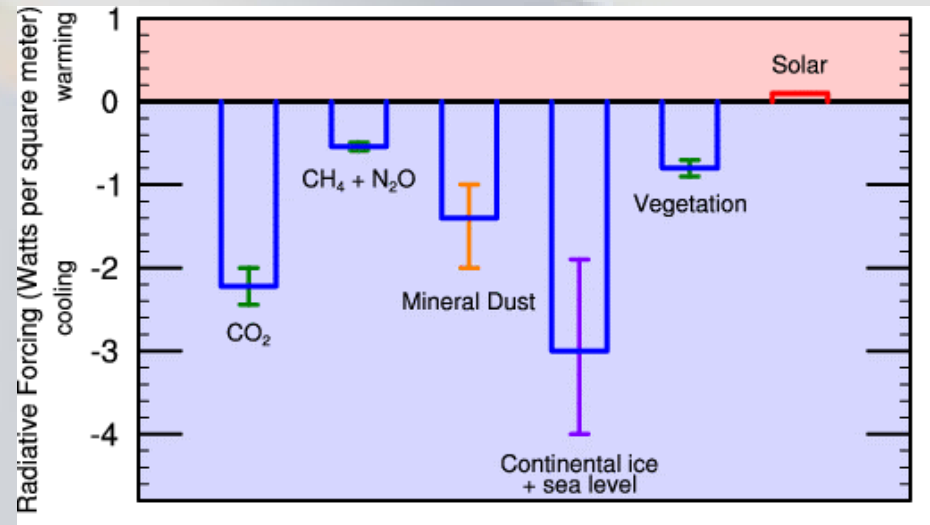 Radiative Forcing (Watts per square meter)
warming
cooling
1
0
-1
-2
-3
-4
Solar
CH₄ + N₂O
Vegetation
Mineral Dust
CO₂
Continental ice
+ sea level